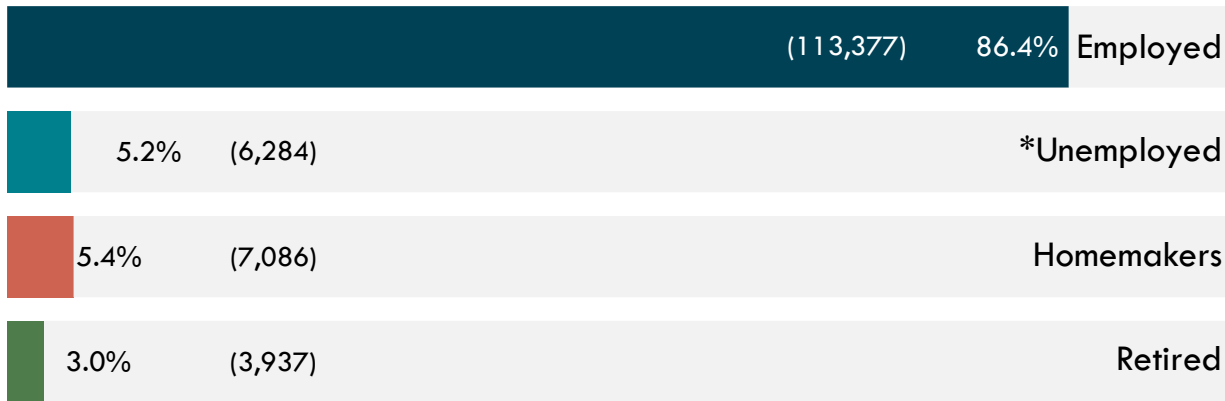 (113,377) 86.4% Employed
5.2% (6,284) *Unemployed
5.4% (7,086) Homemakers
3.0% (3,937) Retired